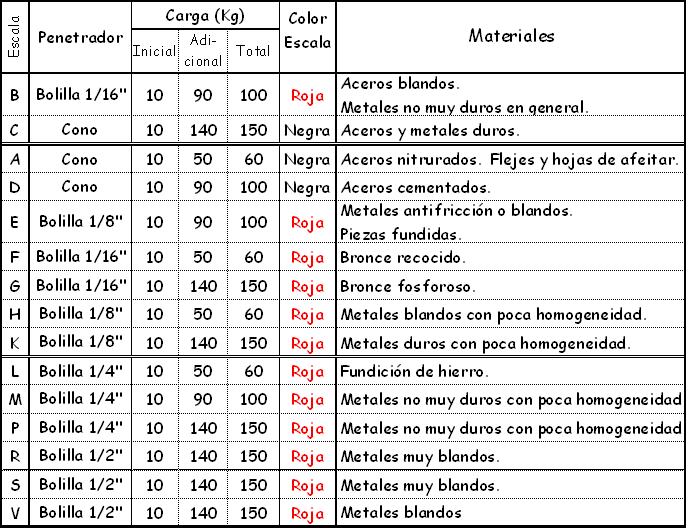 Escala Penetrador Carga (Kg) Color Escala Materiales
Inicial Adi-cional Total
B Bolilla 1/16" 10 90 100 Roja Aceros blandos.
Metales no muy duros en general.
C Cono 10 140 150 Negra Aceros y metales duros.
A Cono 10 50 60 Negra Aceros nitrurados. Flejes y hojas de afeitar.
D Cono 10 90 100 Negra Aceros cementados.
E Bolilla 1/8" 10 90 100 Roja Metales antifricción o blandos.
Piezas fundidas.
F Bolilla 1/16" 10 50 60 Roja Bronce recocido.
G Bolilla 1/16" 10 140 150 Roja Bronce fosforoso.
H Bolilla 1/8" 10 50 60 Roja Metales blandos con poca homogeneidad.
K Bolilla 1/8" 10 140 150 Roja Metales duros con poca homogeneidad.
L Bolilla 1/4" 10 50 60 Roja Fundición de hierro.
M Bolilla 1/4" 10 90 100 Roja Metales no muy duros con poca homogeneidad
P Bolilla 1/4" 10 140 150 Roja Metales no muy duros con poca homogeneidad
R Bolilla 1/2" 10 140 150 Roja Metales muy blandos.
S Bolilla 1/2" 10 140 150 Roja Metales muy blandos.
V Bolilla 1/2" 10 140 150 Roja Metales blandos